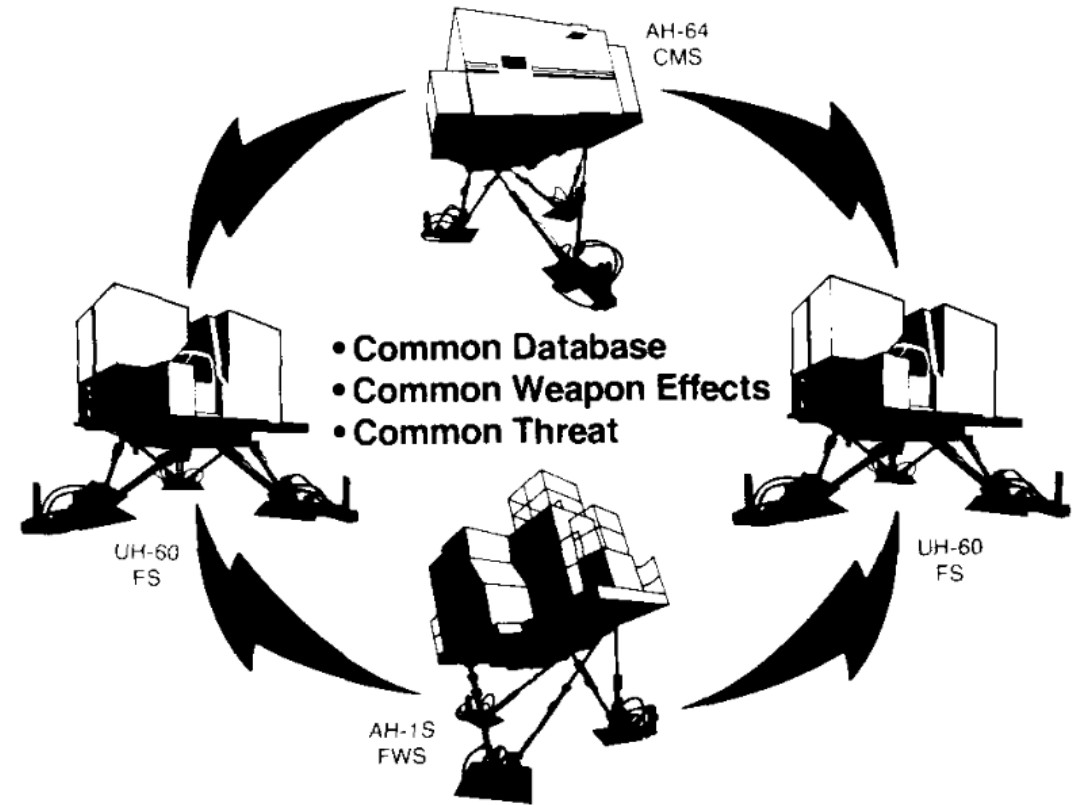 AH-64
CMS
• Common Database
• Common Weapon Effects
• Common Threat
UH-60
FS
UH-60
FS
AH-1S
FWS